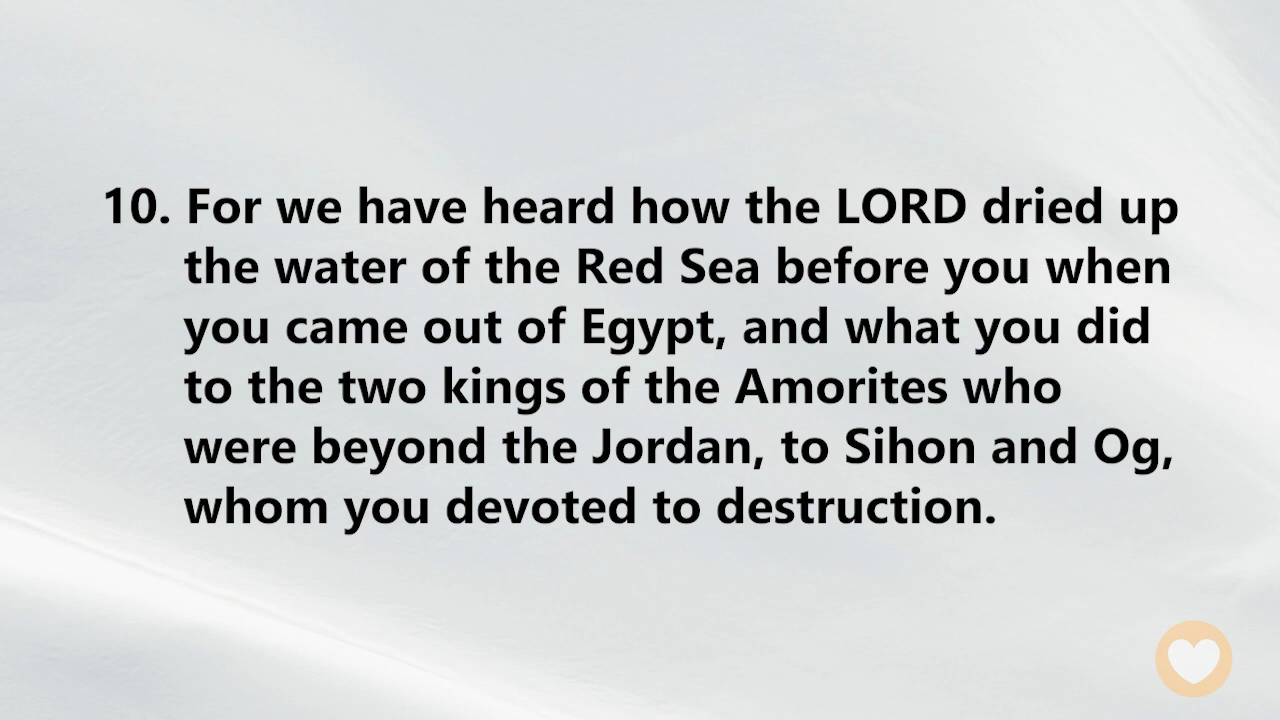 10. For we have heard how the LORD dried up
the water of the Red Sea before you when
you came out of Egypt, and what you did
to the two kings of the Amorites who
were beyond the Jordan, to Sihon and Og,
whom you devoted to destruction.